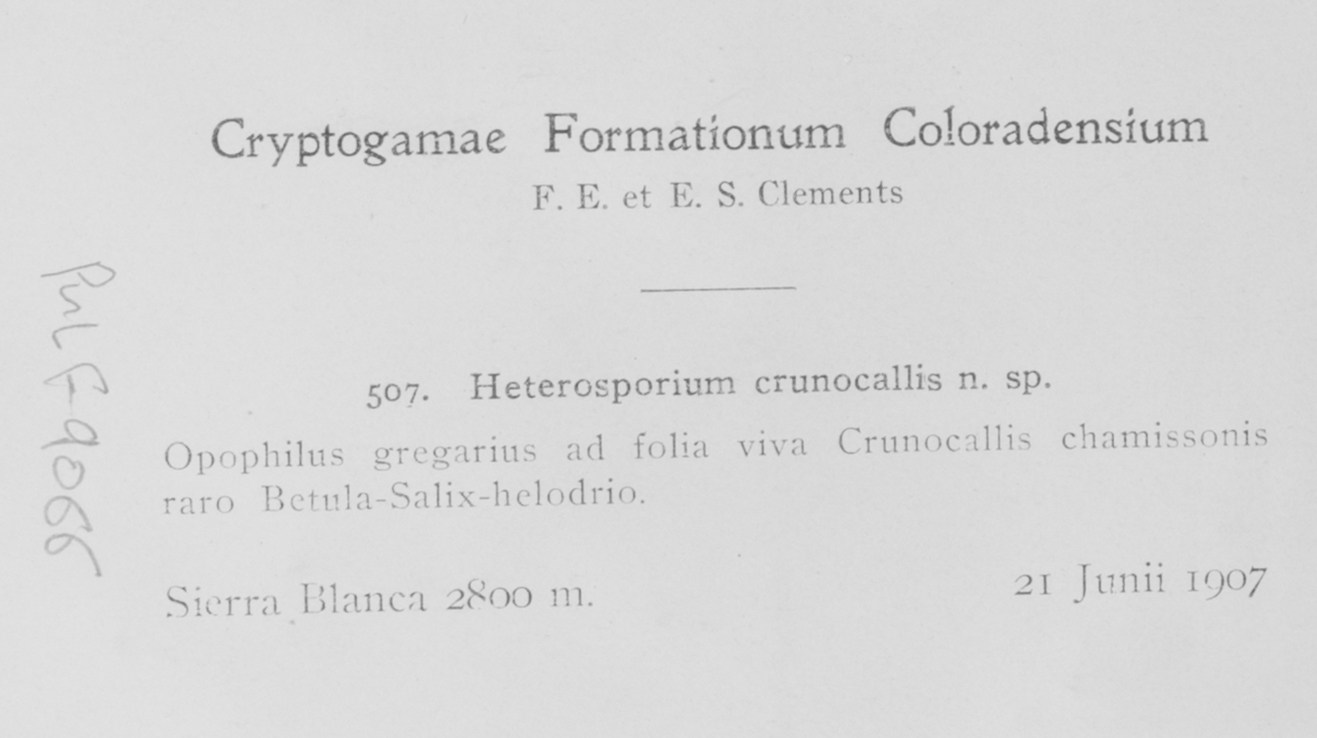 Cryptogamae Formationum Coloradensium
F. E. et E. S. Clements
507. Heterosporium crunocallis n. sp.
Opophilus gregarius ad folia viva Crunocallis chamissonis
raro Betula-Salix-helodrio.
Sierra Blanca 2800 m.
21 Junii 1907
Pul F 9066